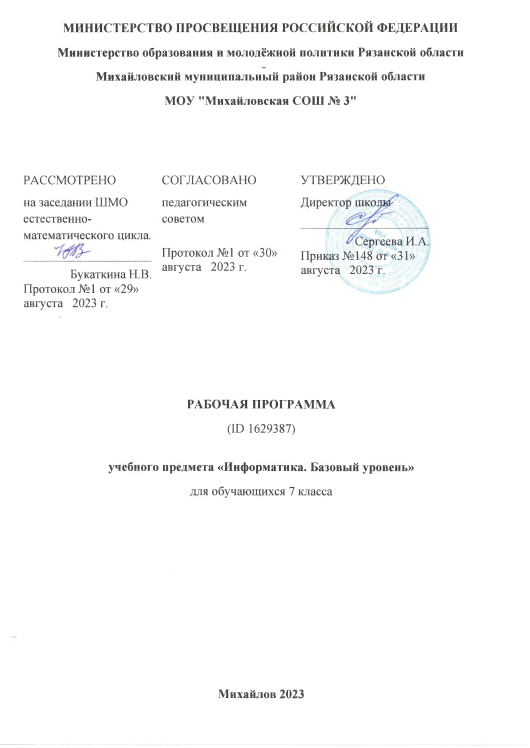 МИНИСТЕРСТВО ПРОСВЕЩЕНИЯ РОССИЙСКОЙ ФЕДЕРАЦИИ
Министерство образования и молодёжной политики Рязанской области
Михайловский муниципальный район Рязанской области
МОУ "Михайловская СОШ № 3"
РАССМОТРЕНО
на заседании ШМО
естественно-
математического цикла.
Букаткина Н.В.
Протокол №1 от «29»
августа 2023 г.
СОГЛАСОВАНО
педагогическим
советом
Протокол №1 от «30»
августа 2023 г.
УТВЕРЖДЕНО
Директор школы
Сергеева И.А.
Приказ №148 от «31»
августа 2023 г.
РАБОЧАЯ ПРОГРАММА
(ID 1629387)
учебного предмета «Информатика. Базовый уровень»
для обучающихся 7 класса
Михайлов 2023